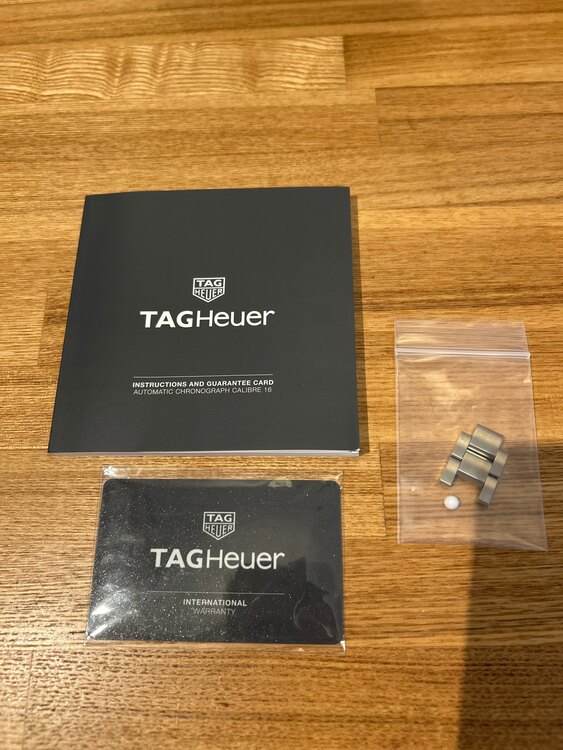 TAG
HEUER
TAGHeuer
INSTRUCTIONS AND GUARANTEE CARD
AUTOMATIC CHRONOGRAPH CALIBRE 16
TAG
HEUER
TAGHeuer
INTERNATIONAL
WARRANTY